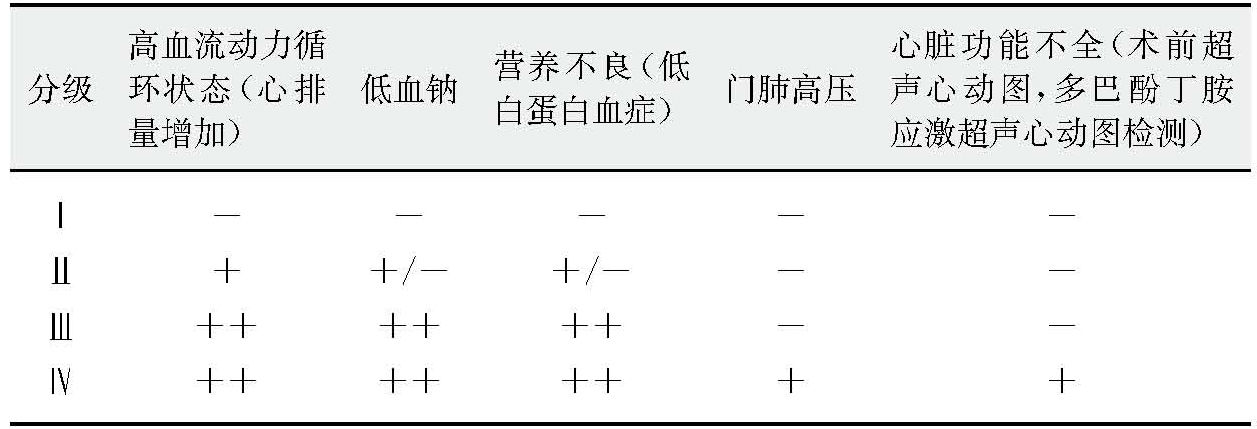 分级 高血流动力循环状态(心排量增加) 低血钠 营养不良(低白蛋白血症) 门肺高压 心脏功能不全(术前超声心动图,多巴酚丁胺应激超声心动图检测)
Ⅰ － － － － －
Ⅱ ＋ ＋/－ ＋/－ － －
Ⅲ ＋＋ ＋＋ ＋＋ － －
Ⅳ ＋＋ ＋＋ ＋＋ ＋ ＋